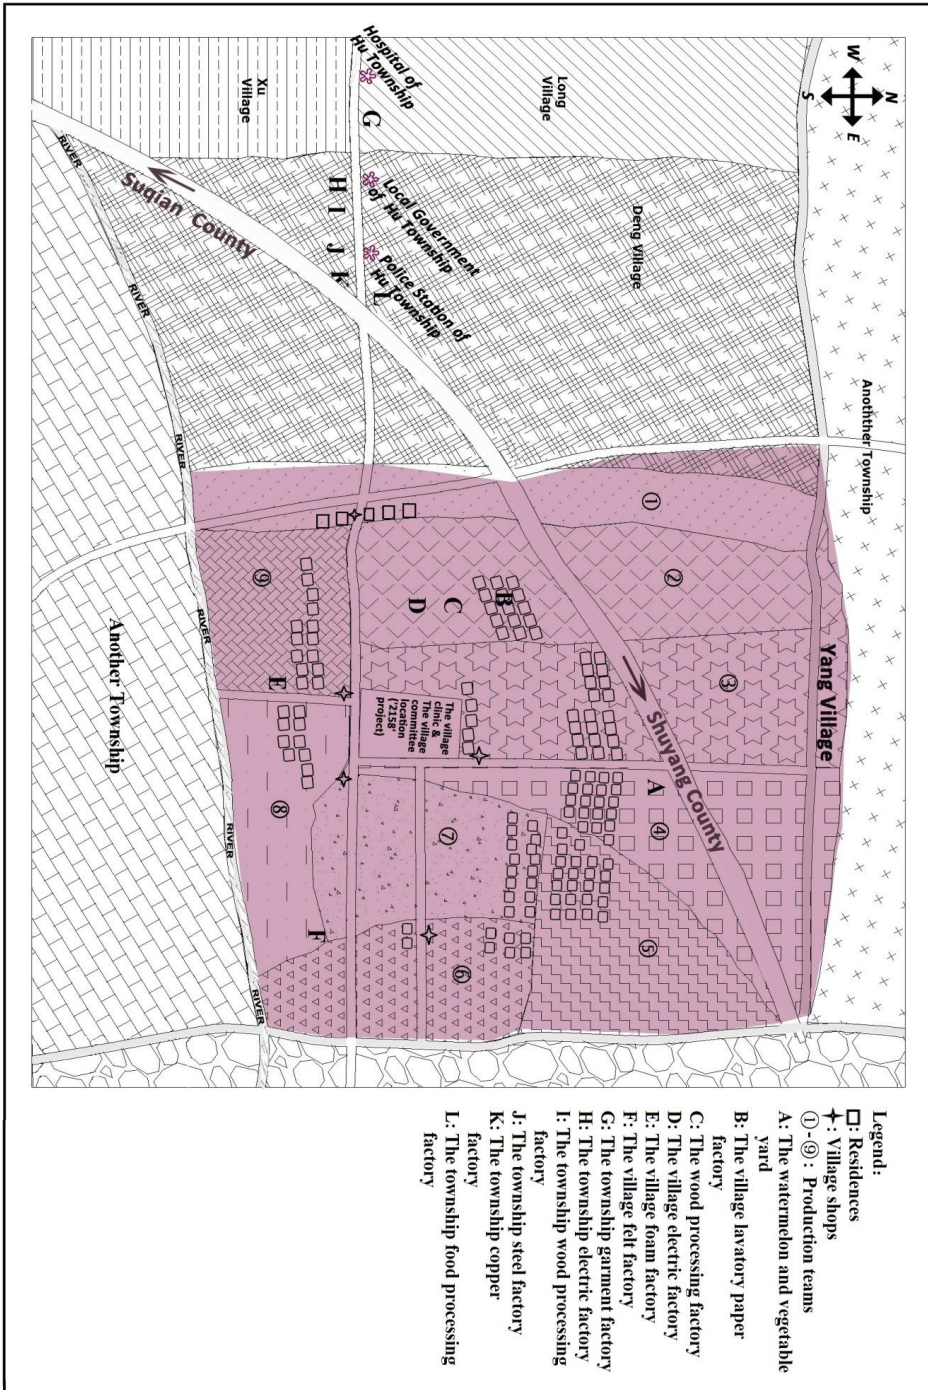 N
W
E
S
Anothther Township
Yang Village
Long
Village
Deng Village
Xu
Village
Hospital of
Hu Township
G
Local Government
of Hu Township
H
I
J
K
L
Police Station of
Hu Township
Suqian County
Shuyang County
RIVER
RIVER
RIVER
RIVER
RIVER
RIVER
①
②
③
④
⑤
⑥
⑦
⑧
⑨
A
B
C
D
E
F
The village
clinic &
The village
committee
location
("2158"
project)
Another Township
Legend:
□: Residences
✦: Village shops
①-⑨: Production teams
A: The watermelon and vegetable
yard
B: The village lavatory paper
factory
C: The wood processing factory
D: The village electric factory
E: The village foam factory
F: The village felt factory
G: The township garment factory
H: The township electric factory
I: The township wood processing
factory
J: The township steel factory
K: The township copper
factory
L: The township food processing
factory